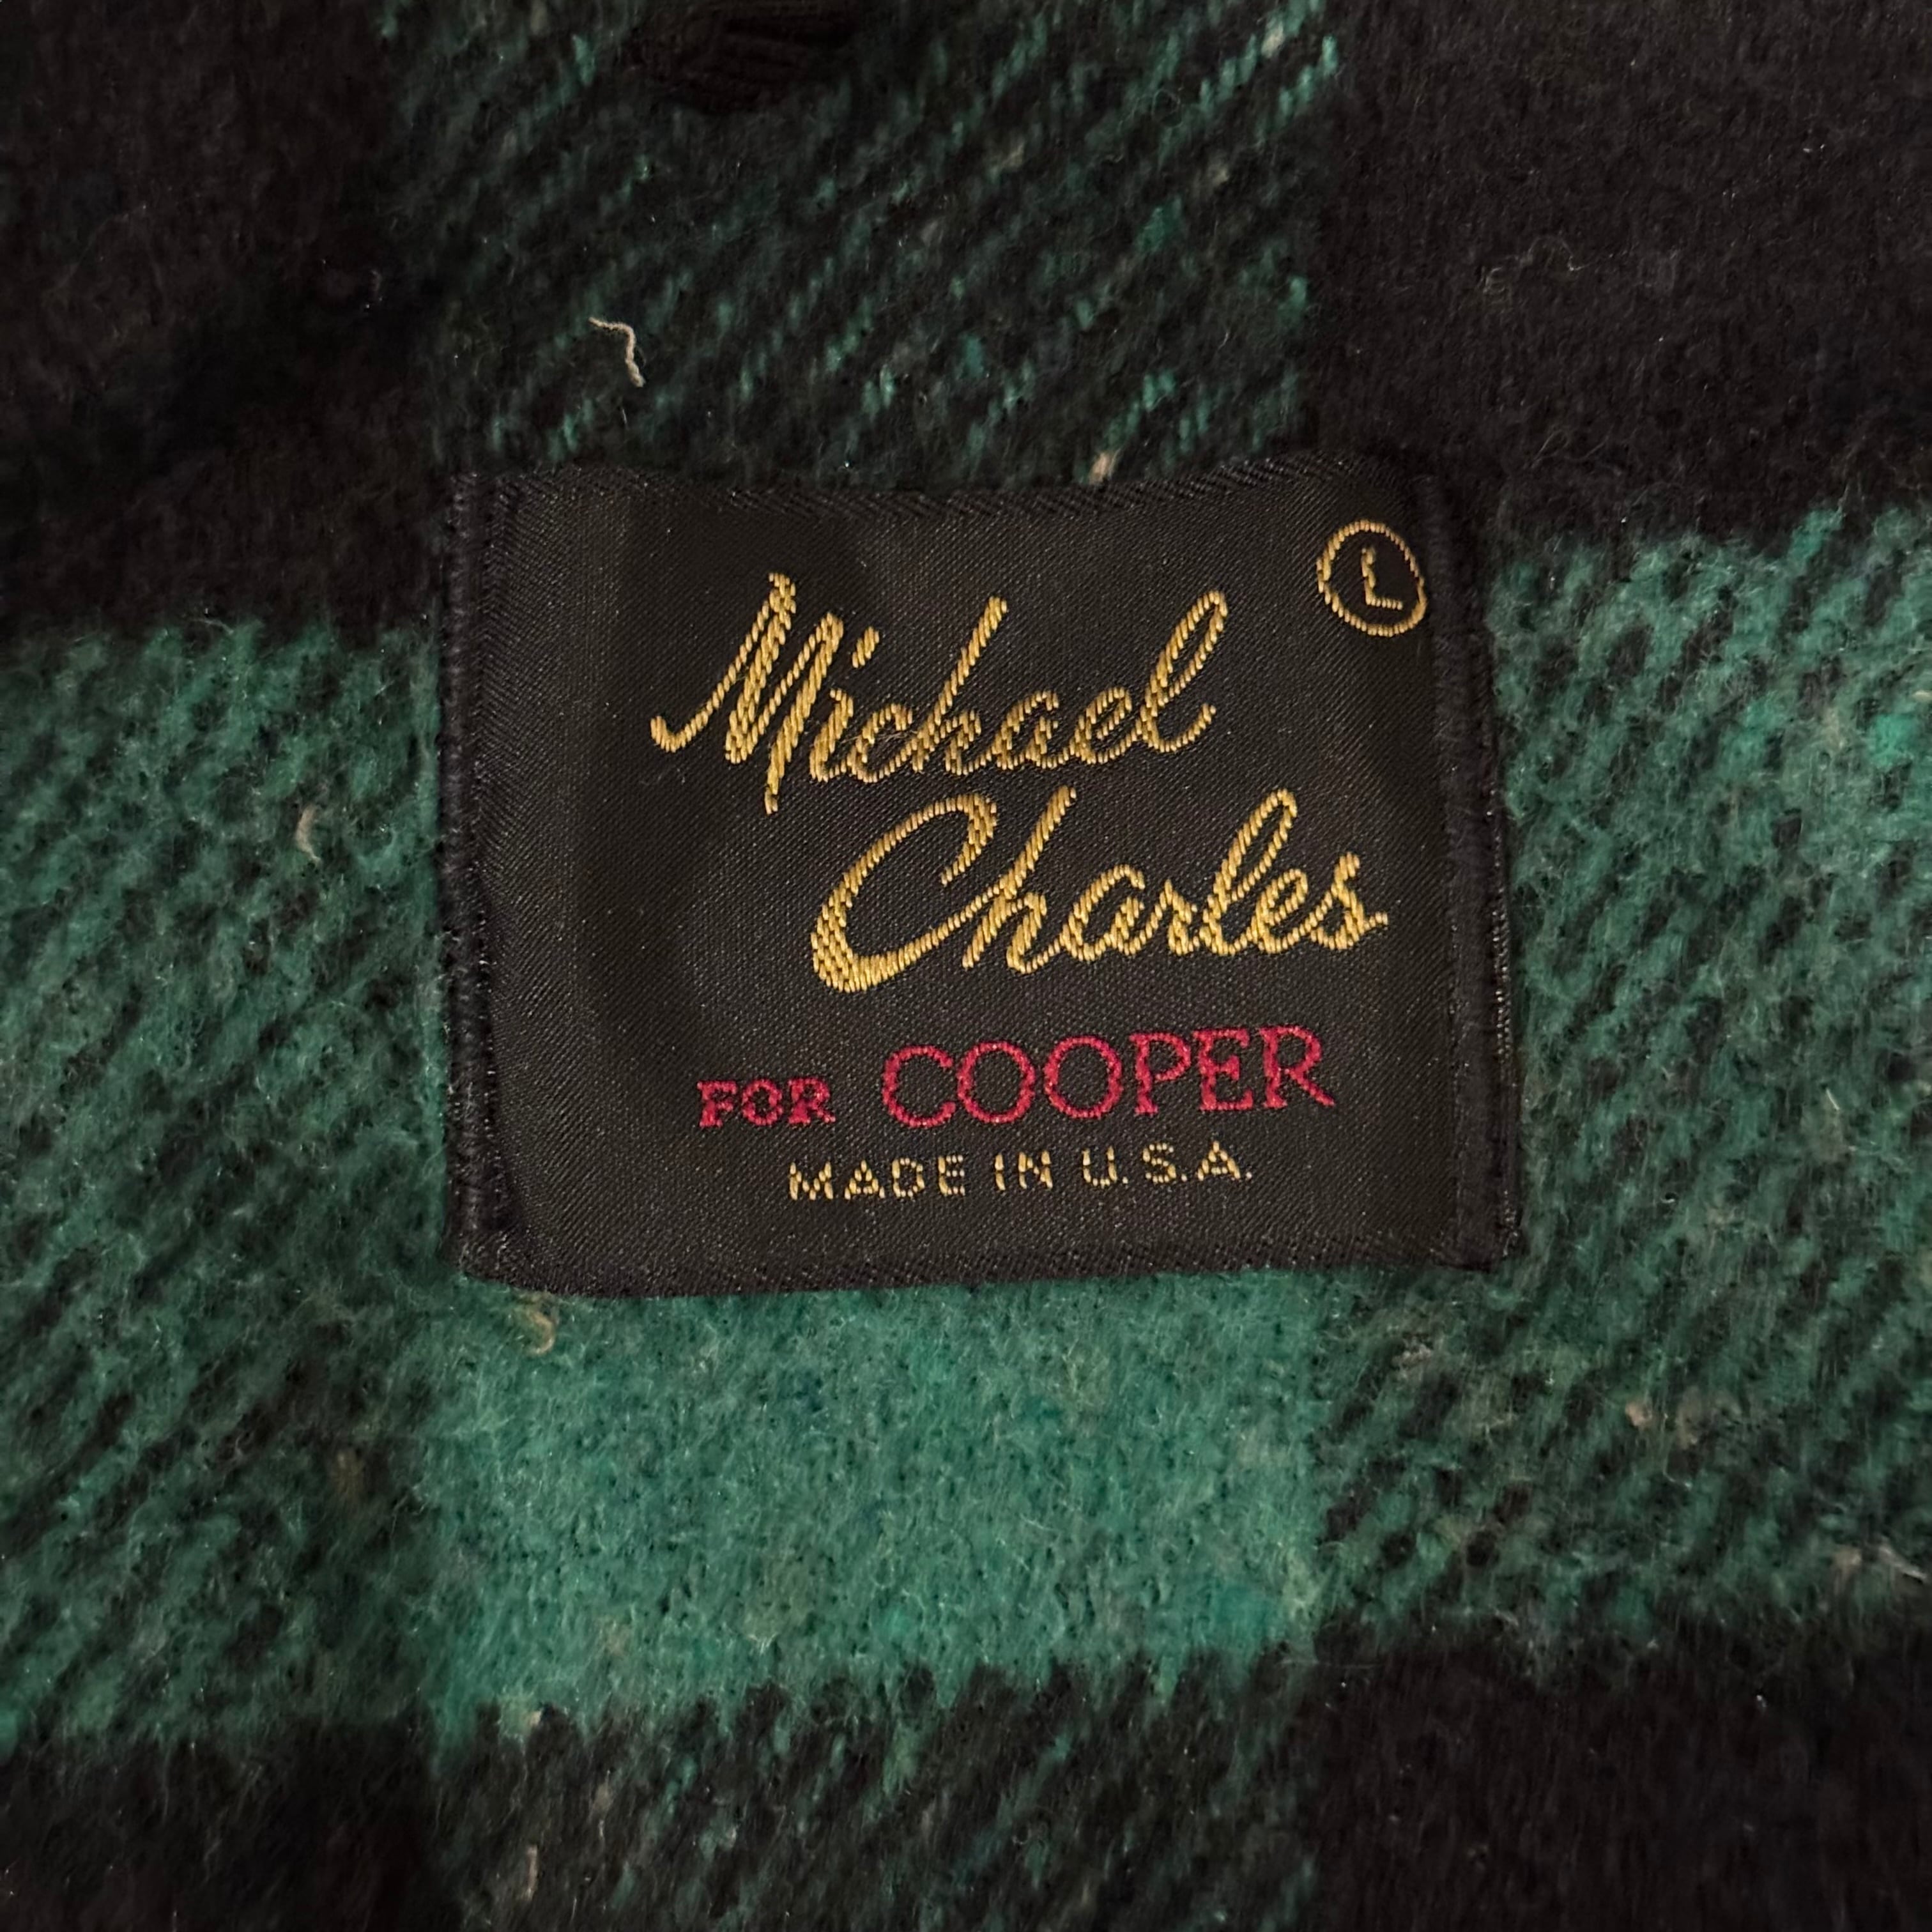 L
Michael
Charles
FOR COOPER
MADE IN U.S.A.